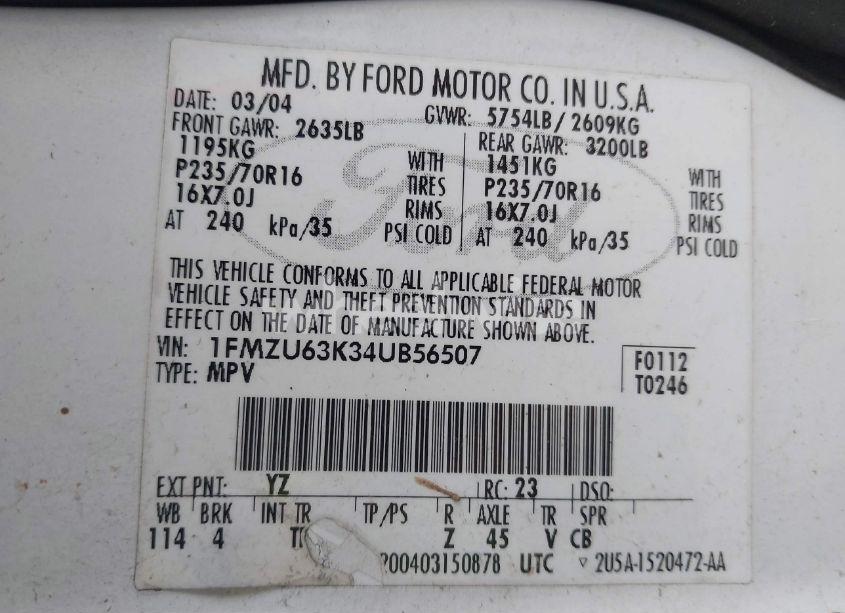 MFD. BY FORD MOTOR CO. IN U.S.A.
DATE: 03/04 GVWR: 5754LB/ 2609KG
FRONT GAWR: 2635LB REAR GAWR: 3200LB
1195KG WITH 1451KG WITH
P235/70R16 TIRES P235/70R16 TIRES
16X7.0J RIMS 16X7.0J RIMS
AT 240 kPa/35 PSI COLD AT 240 kPa/35 PSI COLD
Ford
THIS VEHICLE CONFORMS TO ALL APPLICABLE FEDERAL MOTOR
VEHICLE SAFETY AND THEFT PREVENTION STANDARDS IN
EFFECT ON THE DATE OF MANUFACTURE SHOWN ABOVE.
VIN: 1FMZU63K34UB56507 F0112
TYPE: MPV T0246
EXT PNT: YZ RC: 23 DSO:
WB BRK INT TR TP/PS R AXLE TR SPR
114 4 Z 45 V CB
200403150878 UTC ▿ 2U5A-1520472-AA